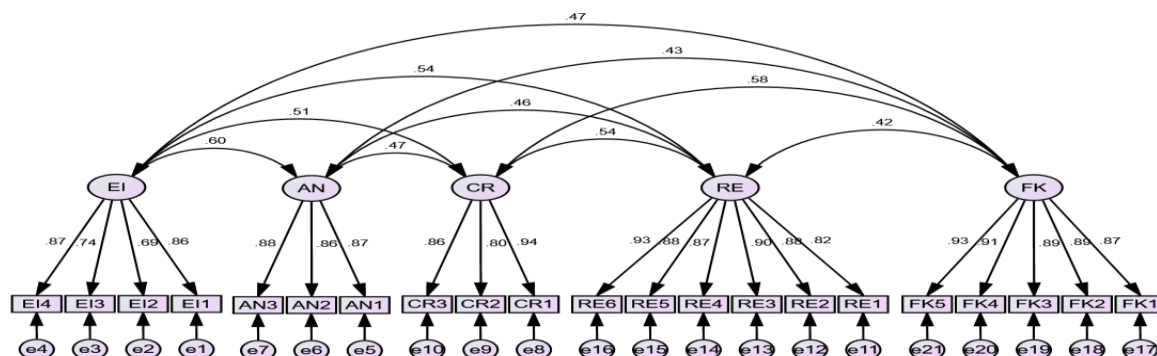 .47
.43
.54
.58
.51
.46
.42
.60
.47
.54
EI AN CR RE FK
.87 .74 .69 .86 .88 .86 .87 .86 .80 .94 .93 .88 .87 .90 .88 .82 .93 .91 .89 .89 .87
EI4 EI3 EI2 EI1 AN3 AN2 AN1 CR3 CR2 CR1 RE6 RE5 RE4 RE3 RE2 RE1 FK5 FK4 FK3 FK2 FK1
e4 e3 e2 e1 e7 e6 e5 e10 e9 e8 e16 e15 e14 e13 e12 e11 e21 e20 e19 e18 e17